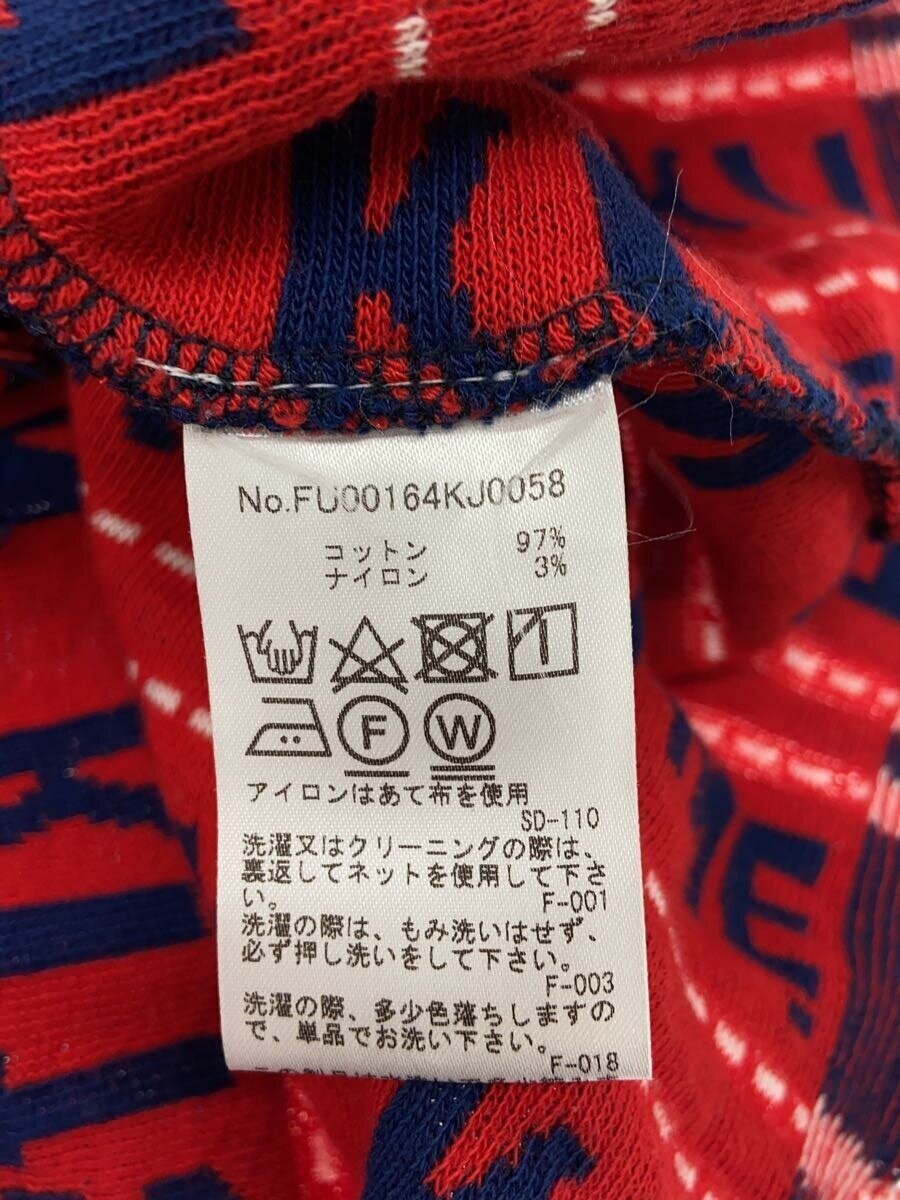 No.FU00164KJ0058
コットン 97%
ナイロン 3%
F W
アイロンはあて布を使用
SD-110
洗濯又はクリーニングの際は、
裏返してネットを使用して下さ
い。 F-001
洗濯の際は、もみ洗いはせず、
必ず押し洗いをして下さい。
F-003
洗濯の際、多少色落ちしますの
で、単品でお洗い下さい。
F-018